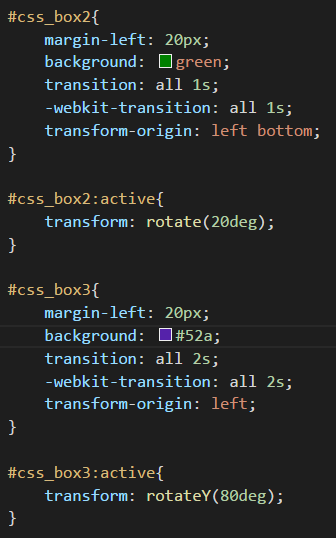 #css_box2{
    margin-left: 20px;
    background: green;
    transition: all 1s;
    -webkit-transition: all 1s;
    transform-origin: left bottom;
}

#css_box2:active{
    transform: rotate(20deg);
}

#css_box3{
    margin-left: 20px;
    background: #52a;
    transition: all 2s;
    -webkit-transition: all 2s;
    transform-origin: left;
}

#css_box3:active{
    transform: rotateY(80deg);
}